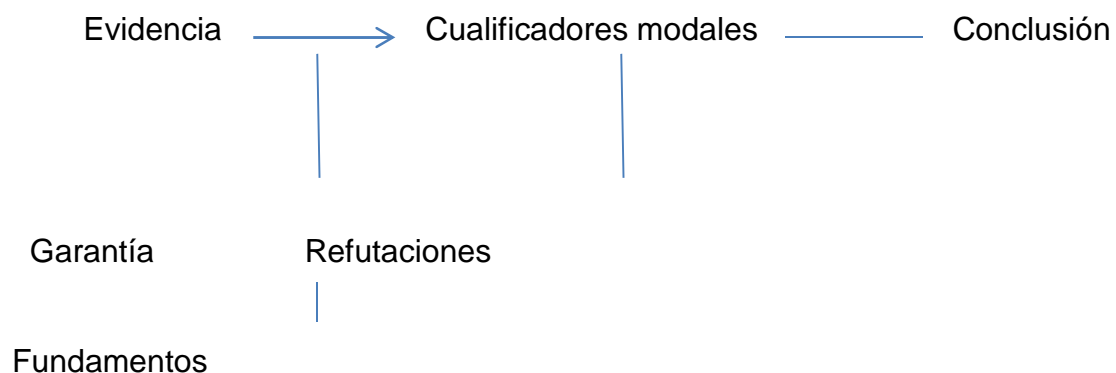 Evidencia Cualificadores modales Conclusión
Garantía Refutaciones
Fundamentos